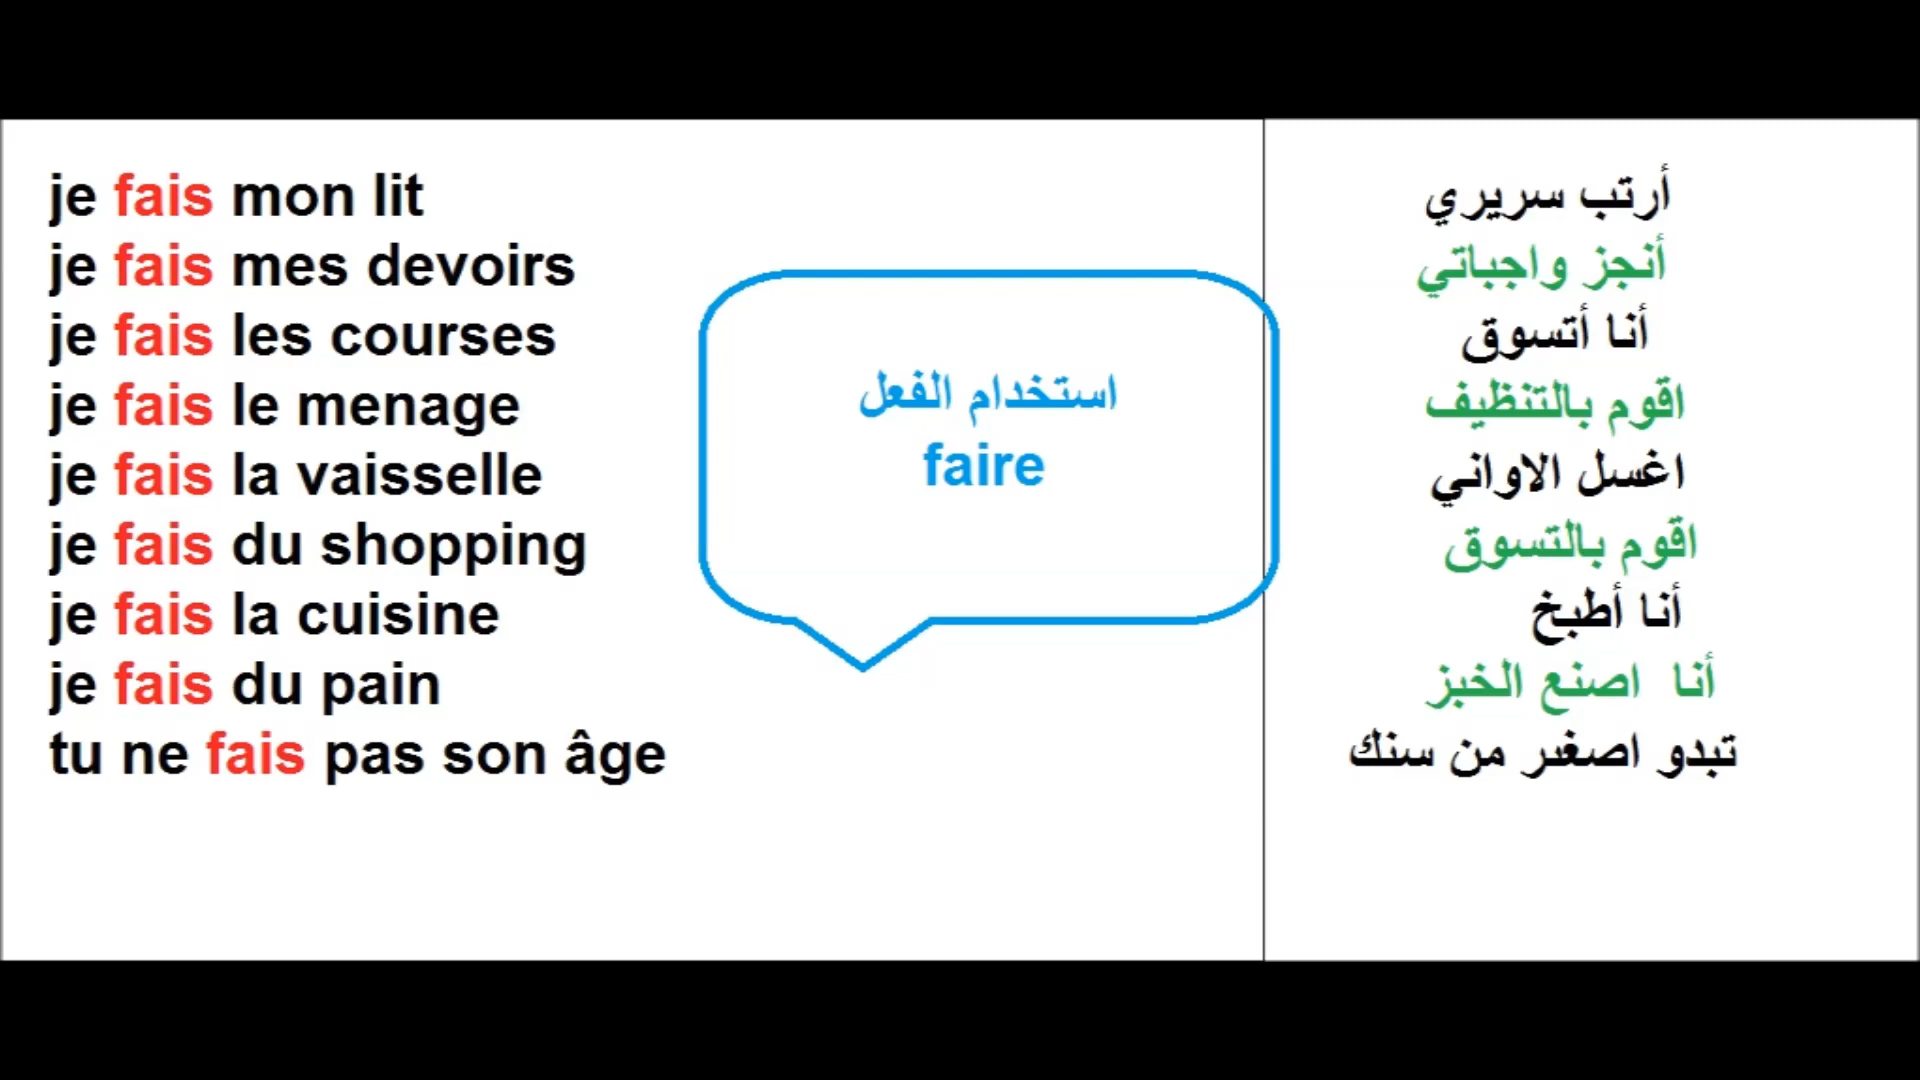 je fais mon lit
je fais mes devoirs
je fais les courses
je fais le menage
je fais la vaisselle
je fais du shopping
je fais la cuisine
je fais du pain
tu ne fais pas son âge
استخدام الفعل
faire
أرتب سريري
أنجز واجباتي
أنا أتسوق
اقوم بالتنظيف
اغسل الاواني
اقوم بالتسوق
أنا أطبخ
أنا اصنع الخبز
تبدو اصغر من سنك